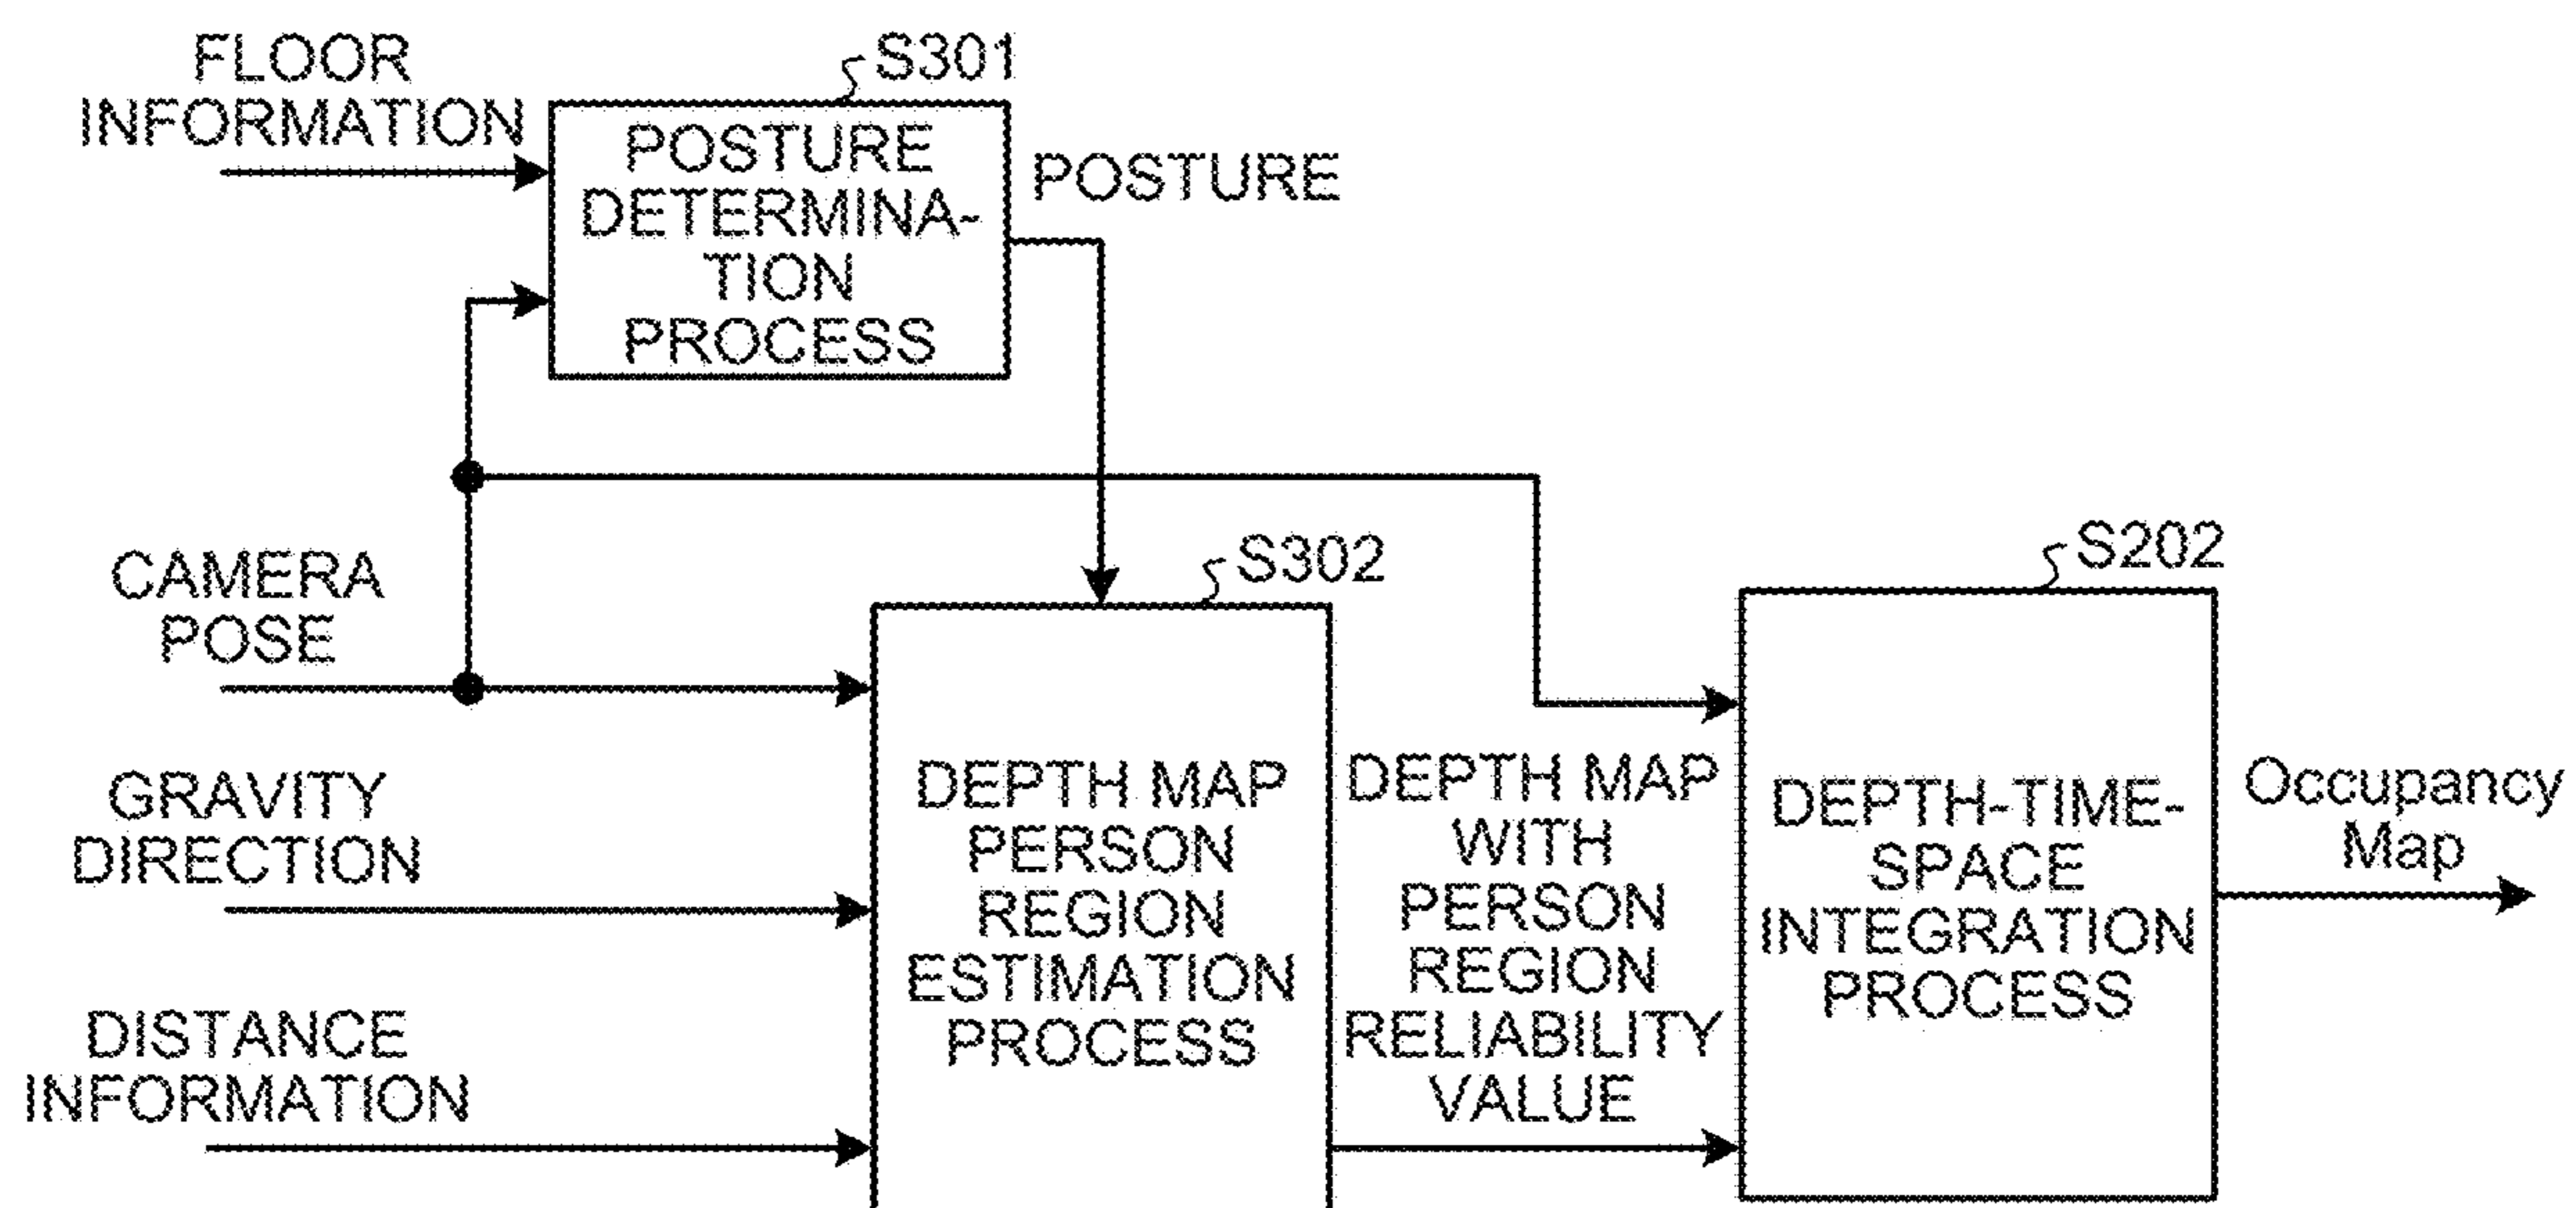 FLOOR
INFORMATION
S301
POSTURE
DETERMINA-
TION
PROCESS
POSTURE
CAMERA
POSE
GRAVITY
DIRECTION
DISTANCE
INFORMATION
S302
DEPTH MAP
PERSON
REGION
ESTIMATION
PROCESS
DEPTH MAP
WITH
PERSON
REGION
RELIABILITY
VALUE
S202
DEPTH-TIME-
SPACE
INTEGRATION
PROCESS
Occupancy
Map